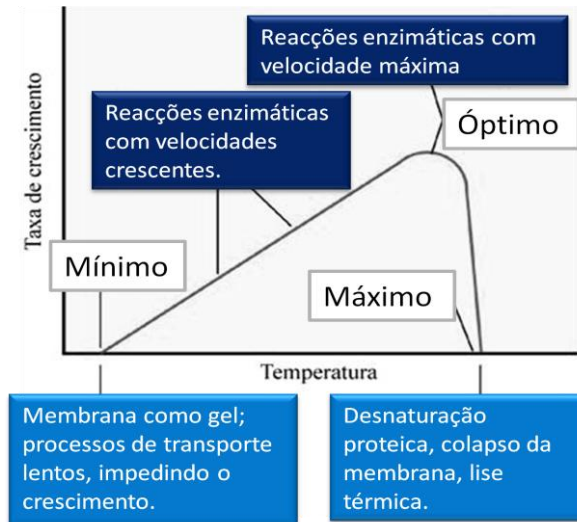 Reacções enzimáticas com
velocidade máxima
Reacções enzimáticas
com velocidades
crescentes.
Óptimo
Taxa de crescimento
Mínimo
Máximo
Temperatura
Membrana como gel;
processos de transporte
lentos, impedindo o
crescimento.
Desnaturação
proteica, colapso da
membrana, lise
térmica.